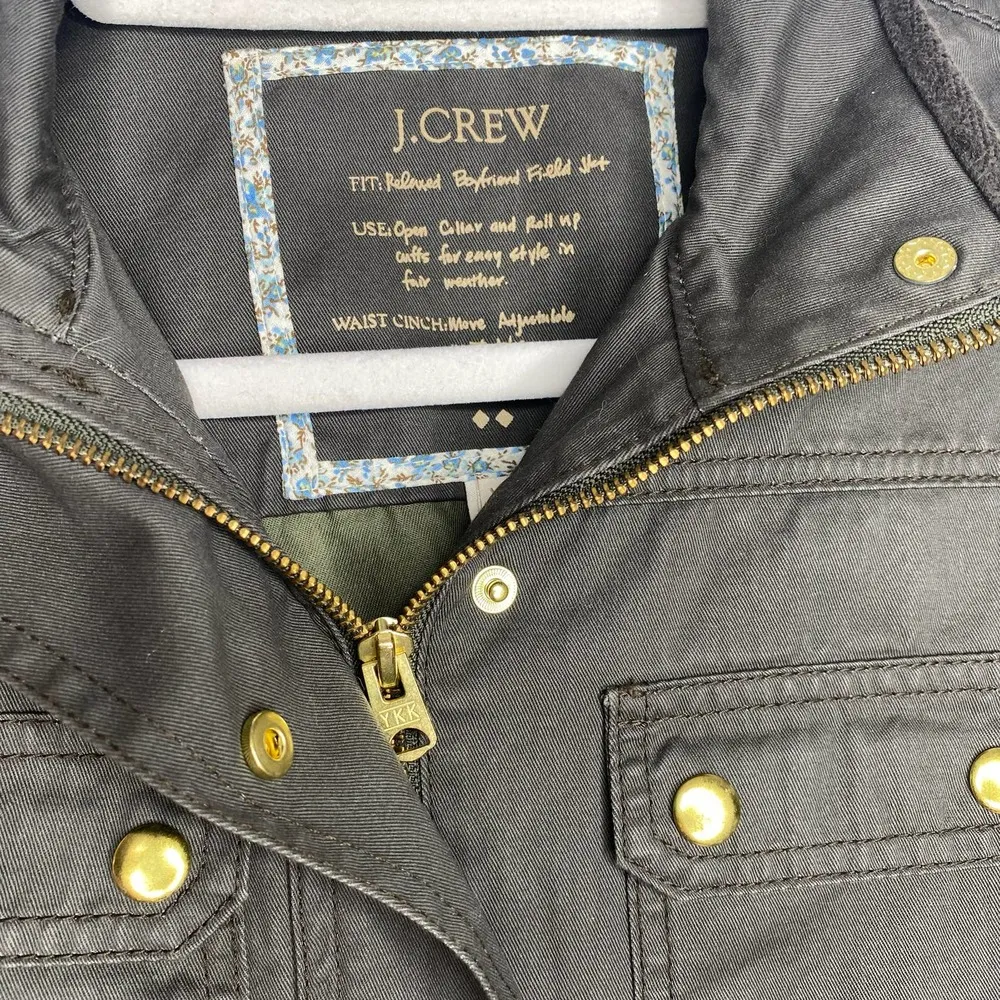 J.CREW
FIT: Relaxed Boyfriend Field Jkt
USE: Open Collar and Roll up
cuffs for easy style in
fair weather.
WAIST CINCH: More Adjustable
YKK